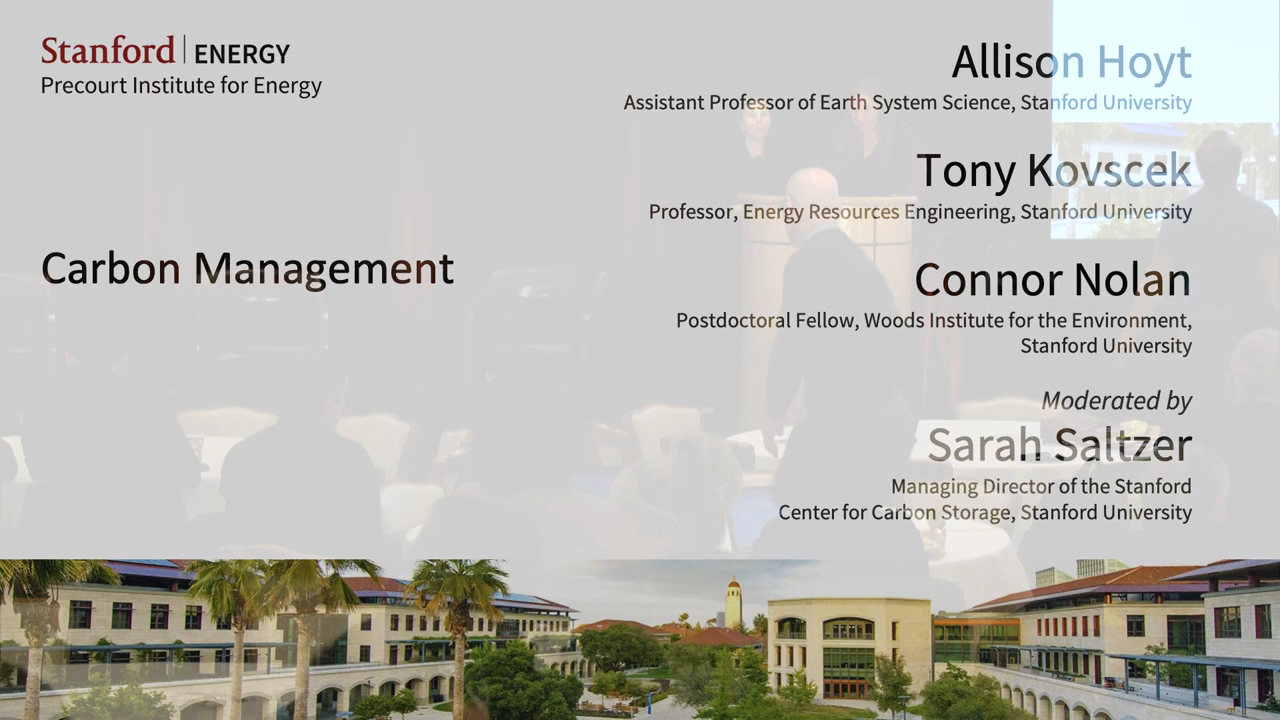 Stanford | ENERGY
Precourt Institute for Energy
Carbon Management
Allison Hoyt
Assistant Professor of Earth System Science, Stanford University
Tony Kovscek
Professor, Energy Resources Engineering, Stanford University
Connor Nolan
Postdoctoral Fellow, Woods Institute for the Environment,
Stanford University
Moderated by
Sarah Saltzer
Managing Director of the Stanford
Center for Carbon Storage, Stanford University